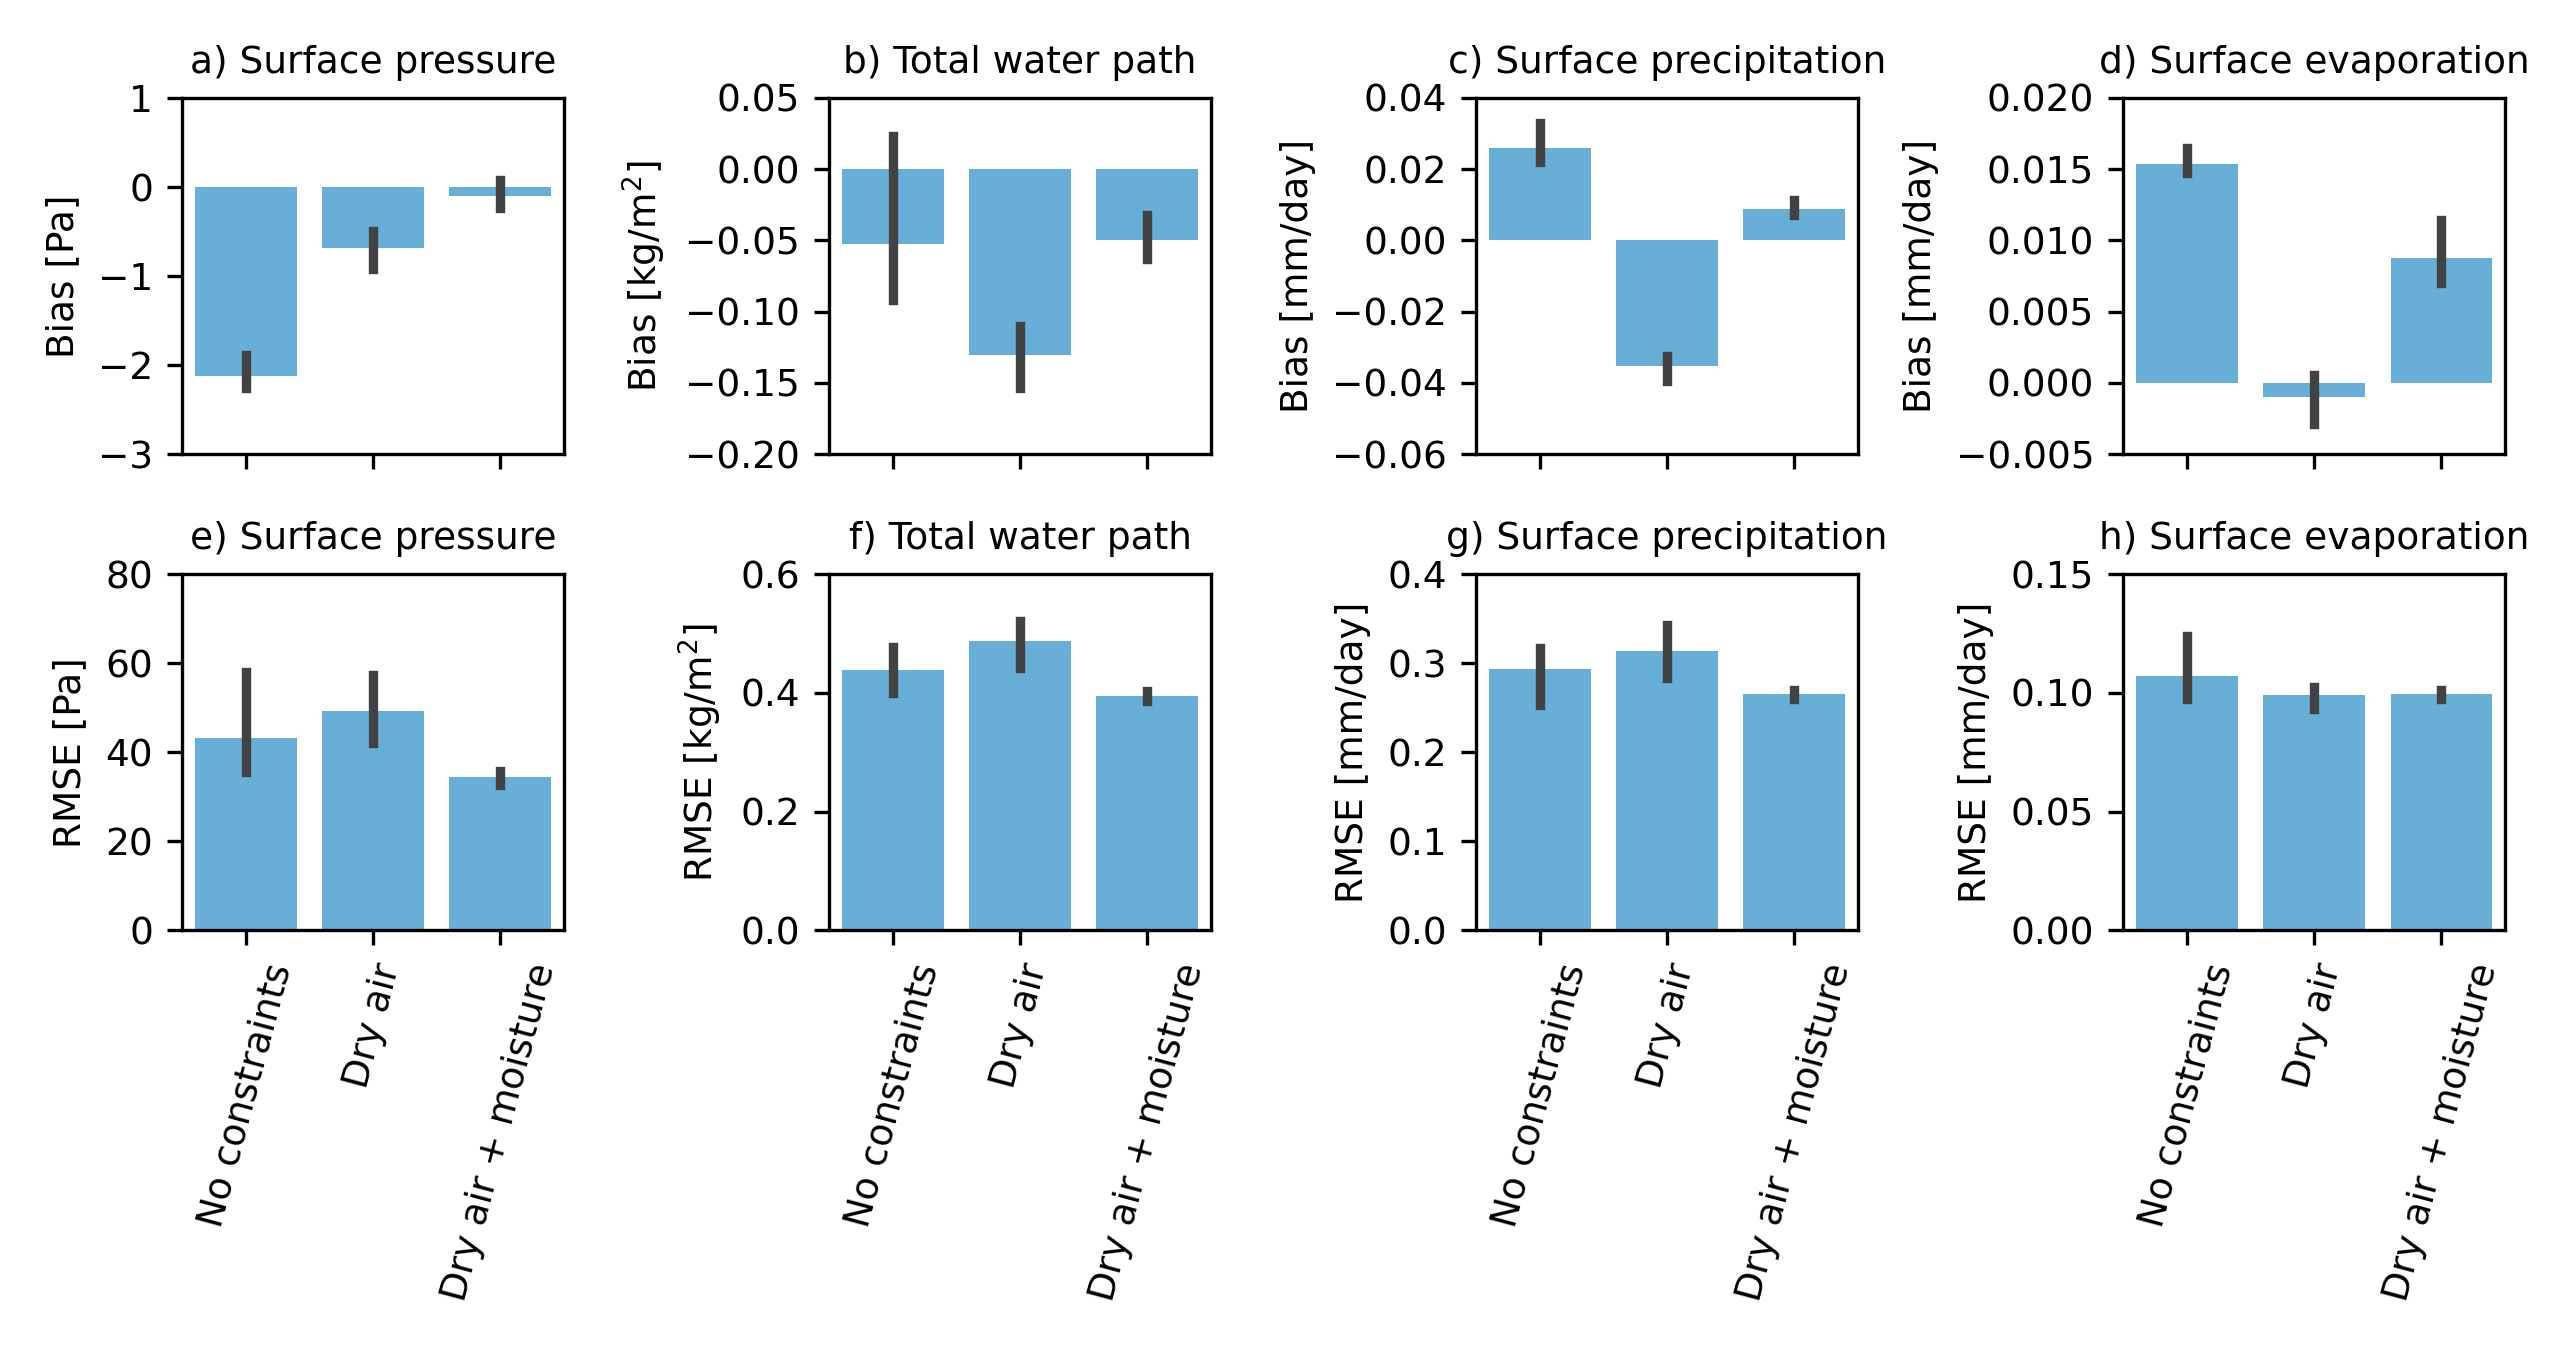 a) Surface pressure
b) Total water path
c) Surface precipitation
d) Surface evaporation
Bias [Pa]
1
0
−1
−2
−3
Bias [kg/m²]
0.05
0.00
−0.05
−0.10
−0.15
−0.20
Bias [mm/day]
0.04
0.02
0.00
−0.02
−0.04
−0.06
Bias [mm/day]
0.020
0.015
0.010
0.005
0.000
−0.005
e) Surface pressure
f) Total water path
g) Surface precipitation
h) Surface evaporation
RMSE [Pa]
80
60
40
20
0
RMSE [kg/m²]
0.6
0.4
0.2
0.0
RMSE [mm/day]
0.4
0.3
0.2
0.1
0.0
RMSE [mm/day]
0.15
0.10
0.05
0.00
No constraints
Dry air
Dry air + moisture
No constraints
Dry air
Dry air + moisture
No constraints
Dry air
Dry air + moisture
No constraints
Dry air
Dry air + moisture